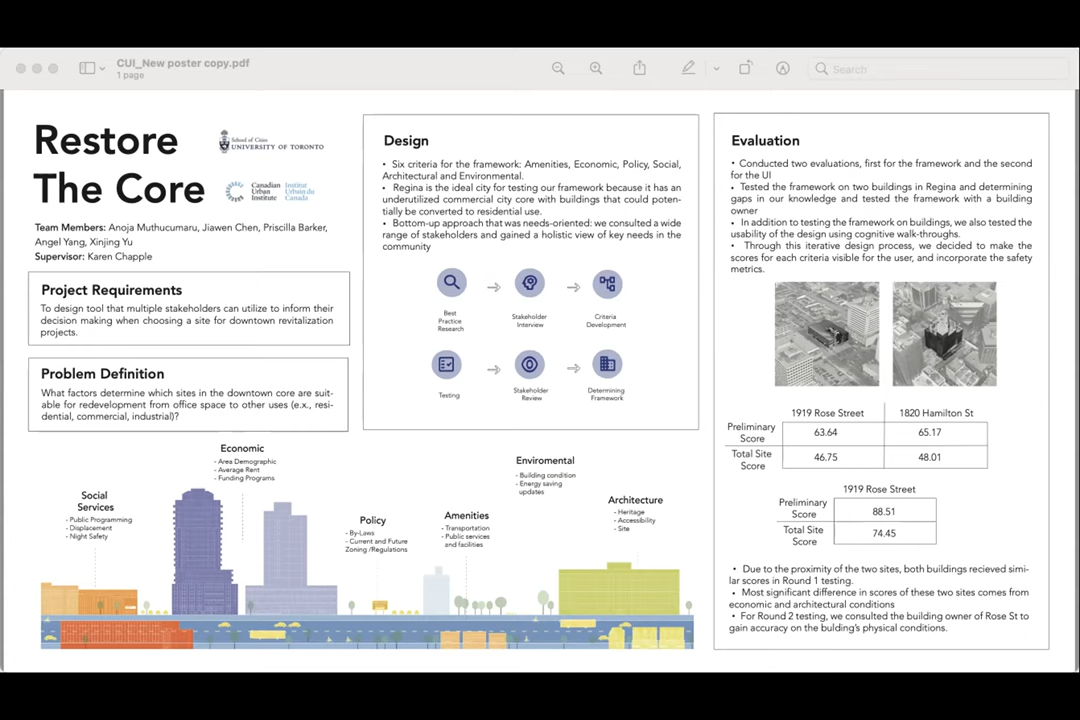 CUI_New poster copy.pdf
1 page
Search
Restore
The Core
School of Cities
UNIVERSITY OF TORONTO
Canadian
Urban
Institute
Institut
Urbain du
Canada
Team Members: Anoja Muthucumaru, Jiawen Chen, Priscilla Barker,
Angel Yang, Xinjing Yu
Supervisor: Karen Chapple
Project Requirements
To design tool that multiple stakeholders can utilize to inform their
decision making when choosing a site for downtown revitalization
projects.
Problem Definition
What factors determine which sites in the downtown core are suit-
able for redevelopment from office space to other uses (e.x., resi-
dential, commercial, industrial)?
Design
• Six criteria for the framework: Amenities, Economic, Policy, Social,
Architectural and Environmental.
• Regina is the ideal city for testing our framework because it has an
underutilized commercial city core with buildings that could poten-
tially be converted to residential use.
• Bottom-up approach that was needs-oriented: we consulted a wide
range of stakeholders and gained a holistic view of key needs in the
community
Best
Practice
Research
Stakeholder
Interview
Criteria
Development
Testing
Stakeholder
Review
Determining
Framework
Social
Services
- Public Programming
- Displacement
- Night Safety
Economic
- Area Demographic
- Average Rent
- Funding Programs
Policy
- By-Laws
- Current and Future
Zoning /Regulations
Amenities
- Transportation
- Public services
and facilities
Enviromental
- Building condition
- Energy saving
updates
Architecture
- Heritage
- Accessibility
- Site
Evaluation
• Conducted two evaluations, first for the framework and the second
for the UI
• Tested the framework on two buildings in Regina and determining
gaps in our knowledge and tested the framework with a building
owner
• In addition to testing the framework on buildings, we also tested the
usability of the design using cognitive walk-throughs.
• Through this iterative design process, we decided to make the
scores for each criteria visible for the user, and incorporate the safety
metrics.
1919 Rose Street 1820 Hamilton St
Preliminary
Score
63.64 65.17
Total Site
Score
46.75 48.01
1919 Rose Street
Preliminary
Score
88.51
Total Site
Score
74.45
• Due to the proximity of the two sites, both buildings recieved simi-
lar scores in Round 1 testing.
• Most significant difference in scores of these two sites comes from
economic and architectural conditions
• For Round 2 testing, we consulted the building owner of Rose St to
gain accuracy on the bulding's physical conditions.